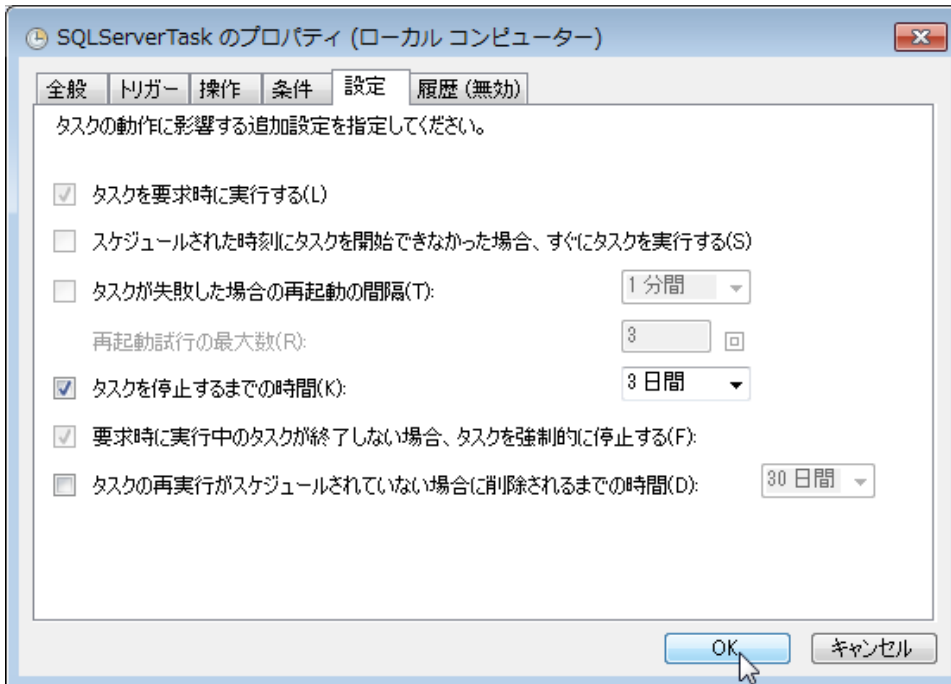 SQLServerTask のプロパティ (ローカル コンピューター)
全般 トリガー 操作 条件 設定 履歴 (無効)
タスクの動作に影響する追加設定を指定してください。
タスクを要求時に実行する(L)
スケジュールされた時刻にタスクを開始できなかった場合、すぐにタスクを実行する(S)
タスクが失敗した場合の再起動の間隔(T): 1 分間
再起動試行の最大数(R): 3 回
タスクを停止するまでの時間(K): 3 日間
要求時に実行中のタスクが終了しない場合、タスクを強制的に停止する(F):
タスクの再実行がスケジュールされていない場合に削除されるまでの時間(D): 30 日間
OK キャンセル